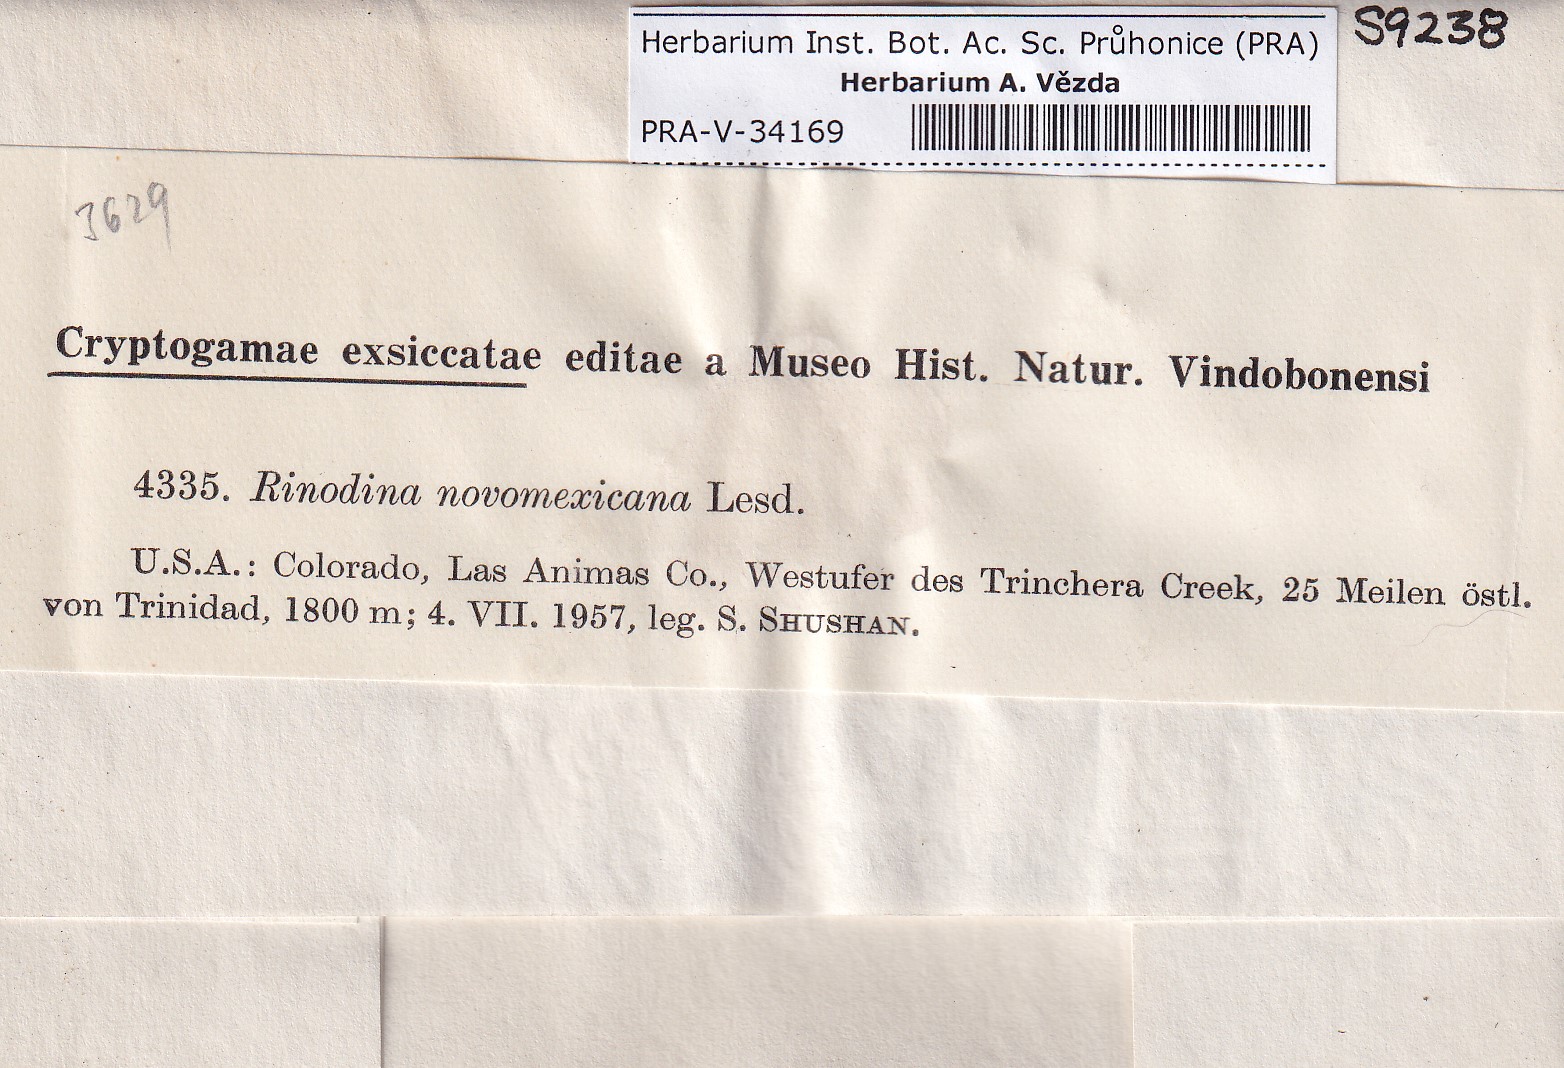 Herbarium Inst. Bot. Ac. Sc. Průhonice (PRA)
S9238
Herbarium A. Vězda
PRA-V-34169
3629
Cryptogamae exsiccatae editae a Museo Hist. Natur. Vindobonensi
4335. Rinodina novomexicana Lesd.
U.S.A.: Colorado, Las Animas Co., Westufer des Trinchera Creek, 25 Meilen östl.
von Trinidad, 1800 m; 4. VII. 1957, leg. S. SHUSHAN.